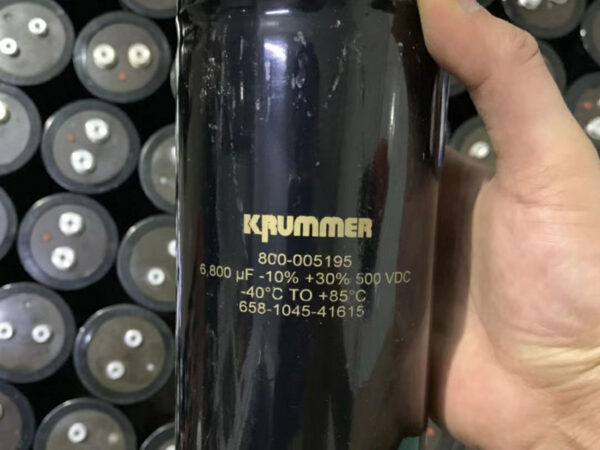 KRUMMER
800-005195
6,800 µF -10% +30% 500 VDC
-40°C TO +85°C
658-1045-41615